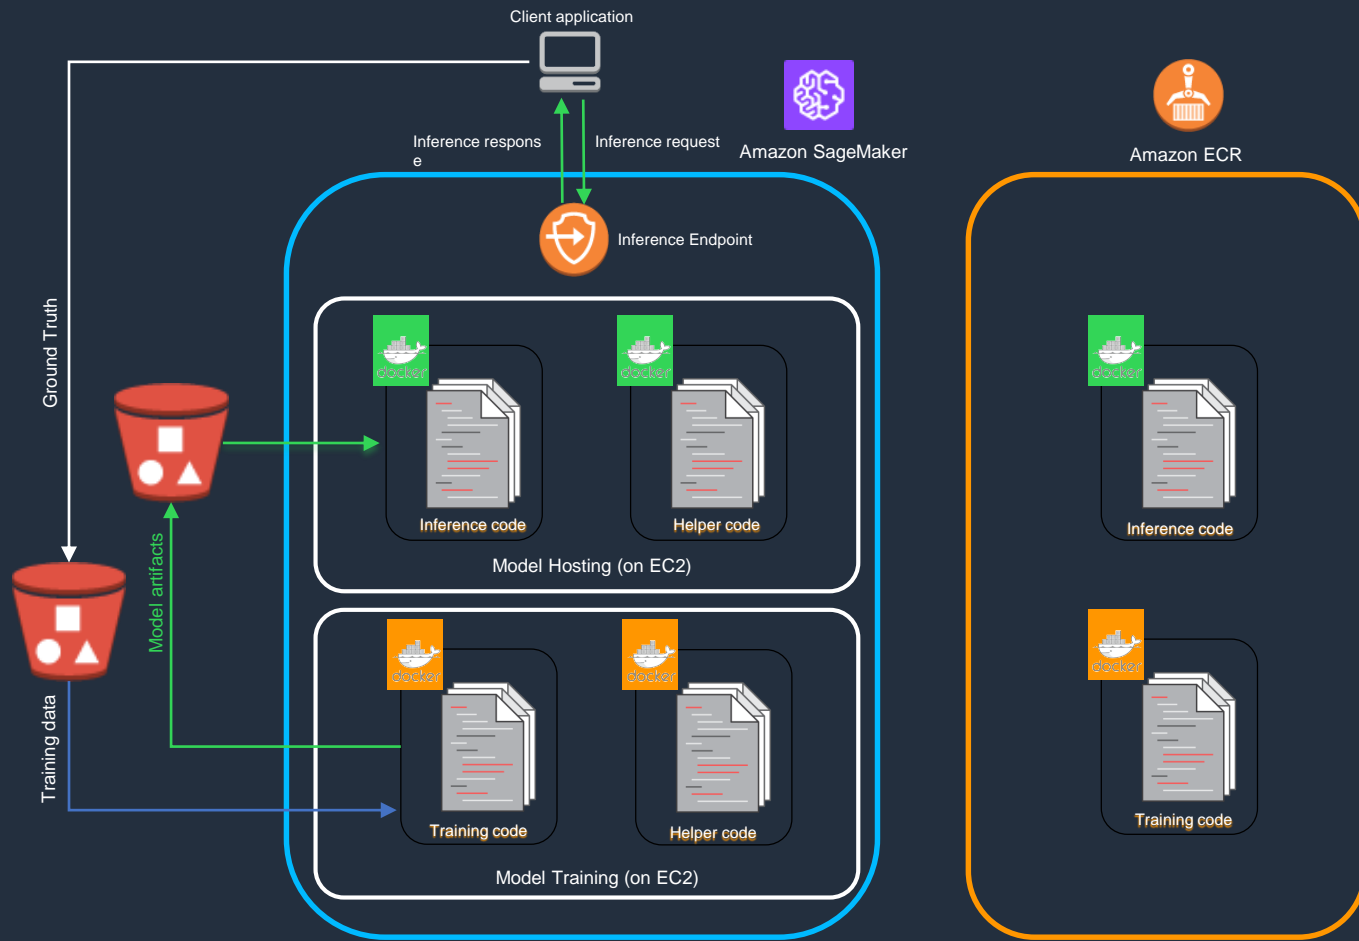 Client application
Inference respons
e
Inference request
Amazon SageMaker
Amazon ECR
Inference Endpoint
Ground Truth
docker
docker
docker
Inference code
Helper code
Inference code
Model Hosting (on EC2)
Model artifacts
docker
docker
docker
Training data
Training code
Helper code
Training code
Model Training (on EC2)